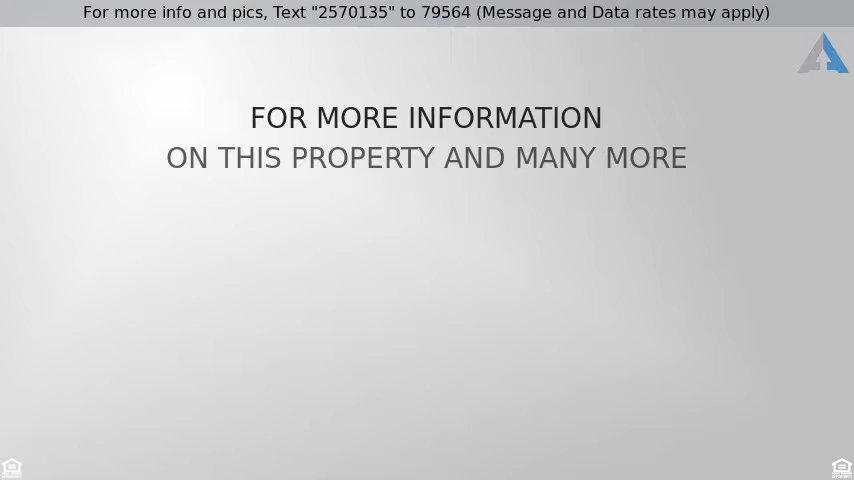 For more info and pics, Text "2570135" to 79564 (Message and Data rates may apply)
FOR MORE INFORMATION
ON THIS PROPERTY AND MANY MORE